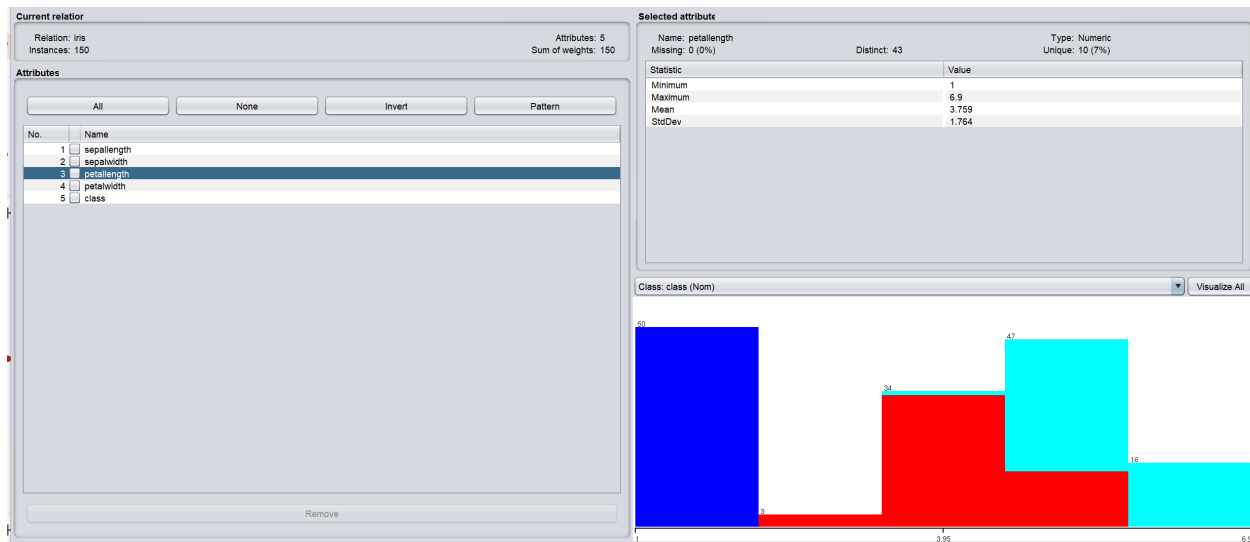 Current relation
Relation: iris
Attributes: 5
Instances: 150
Sum of weights: 150
Attributes
All
None
Invert
Pattern
No.
Name
1 sepallength
2 sepalwidth
3 petallength
4 petalwidth
5 class
Remove
Selected attribute
Name: petallength
Type: Numeric
Missing: 0 (0%)
Distinct: 43
Unique: 10 (7%)
Statistic
Value
Minimum
1
Maximum
6.9
Mean
3.759
StdDev
1.764
Class: class (Nom)
Visualize All
50
3
34
47
16
1
3.95
6.9